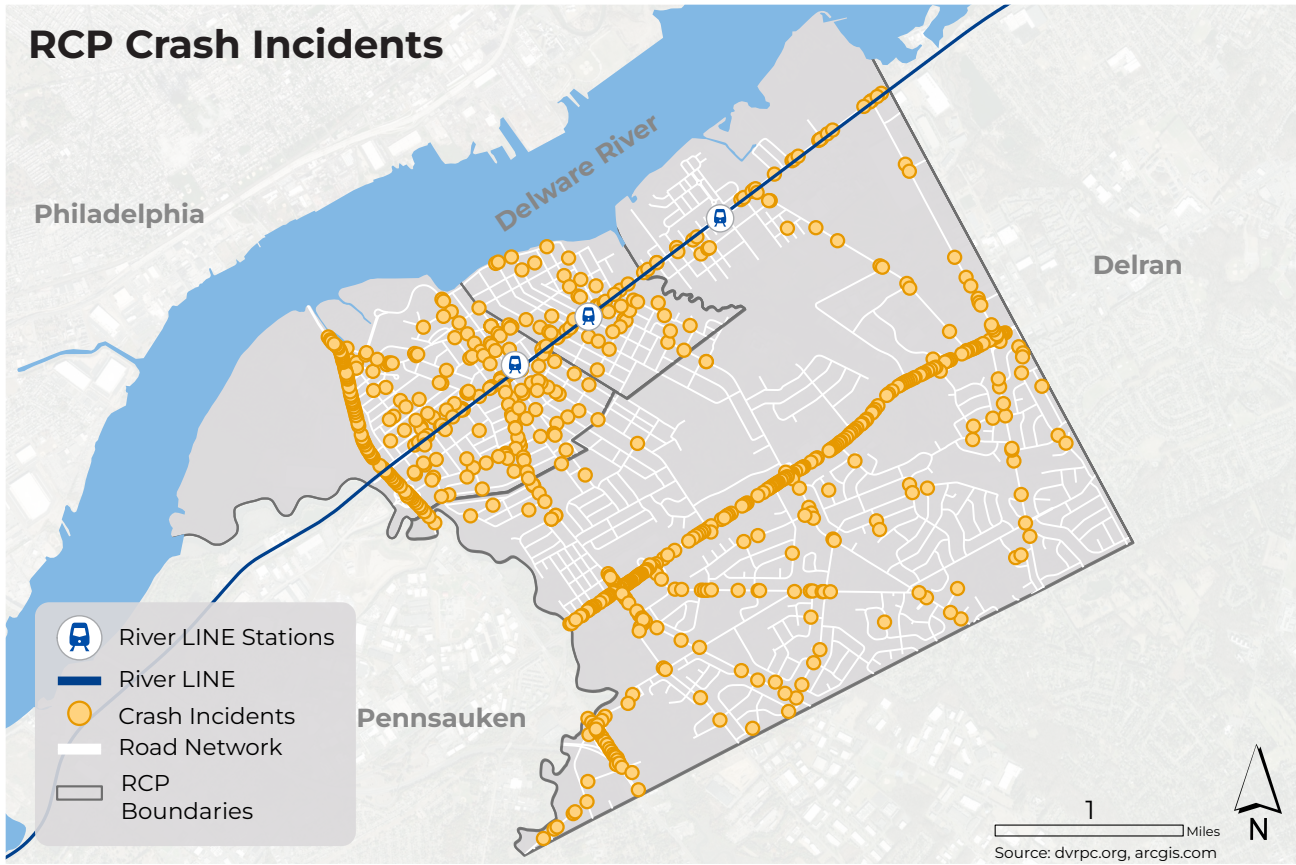 RCP Crash Incidents
Delware River
Philadelphia
Delran
River LINE Stations
River LINE
Crash Incidents
Road Network
RCP
Boundaries
Pennsauken
1
Miles
N
Source: dvrpc.org, arcgis.com